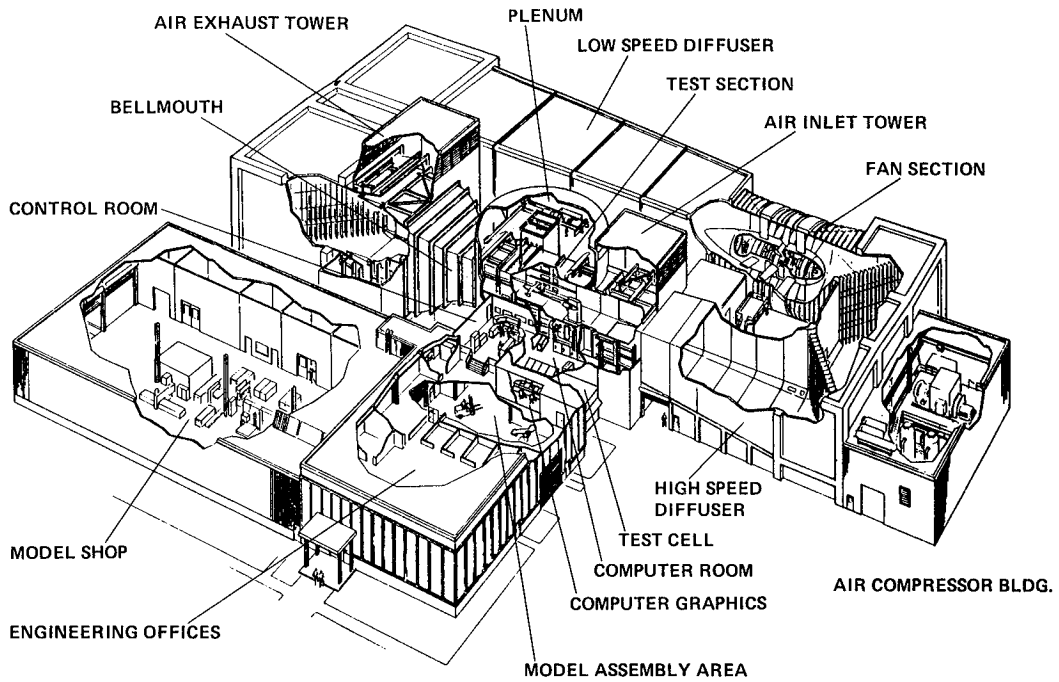 AIR EXHAUST TOWER
PLENUM
LOW SPEED DIFFUSER
TEST SECTION
BELLMOUTH
AIR INLET TOWER
FAN SECTION
CONTROL ROOM
HIGH SPEED
DIFFUSER
TEST CELL
MODEL SHOP
COMPUTER ROOM
AIR COMPRESSOR BLDG.
COMPUTER GRAPHICS
ENGINEERING OFFICES
MODEL ASSEMBLY AREA